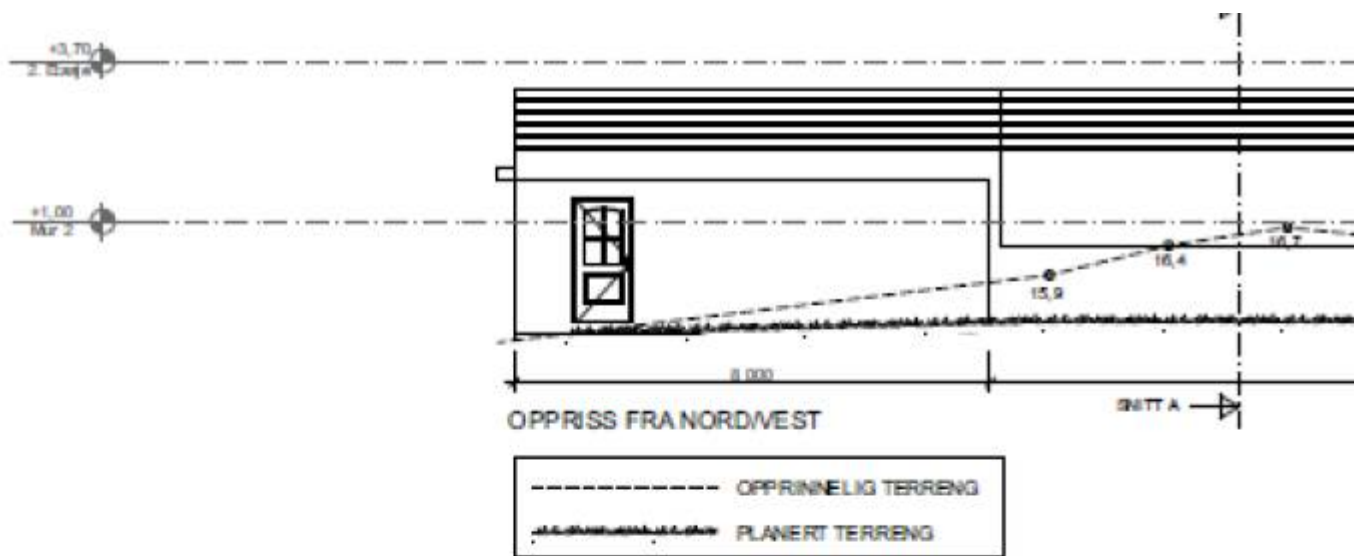 +3,70
2. Etasje
+1,00
Mur 2
15,9
16,4
16,7
8 000
SNITT A
OPPRISS FRA NORD/VEST
OPPRINNELIG TERRENG
PLANERT TERRENG